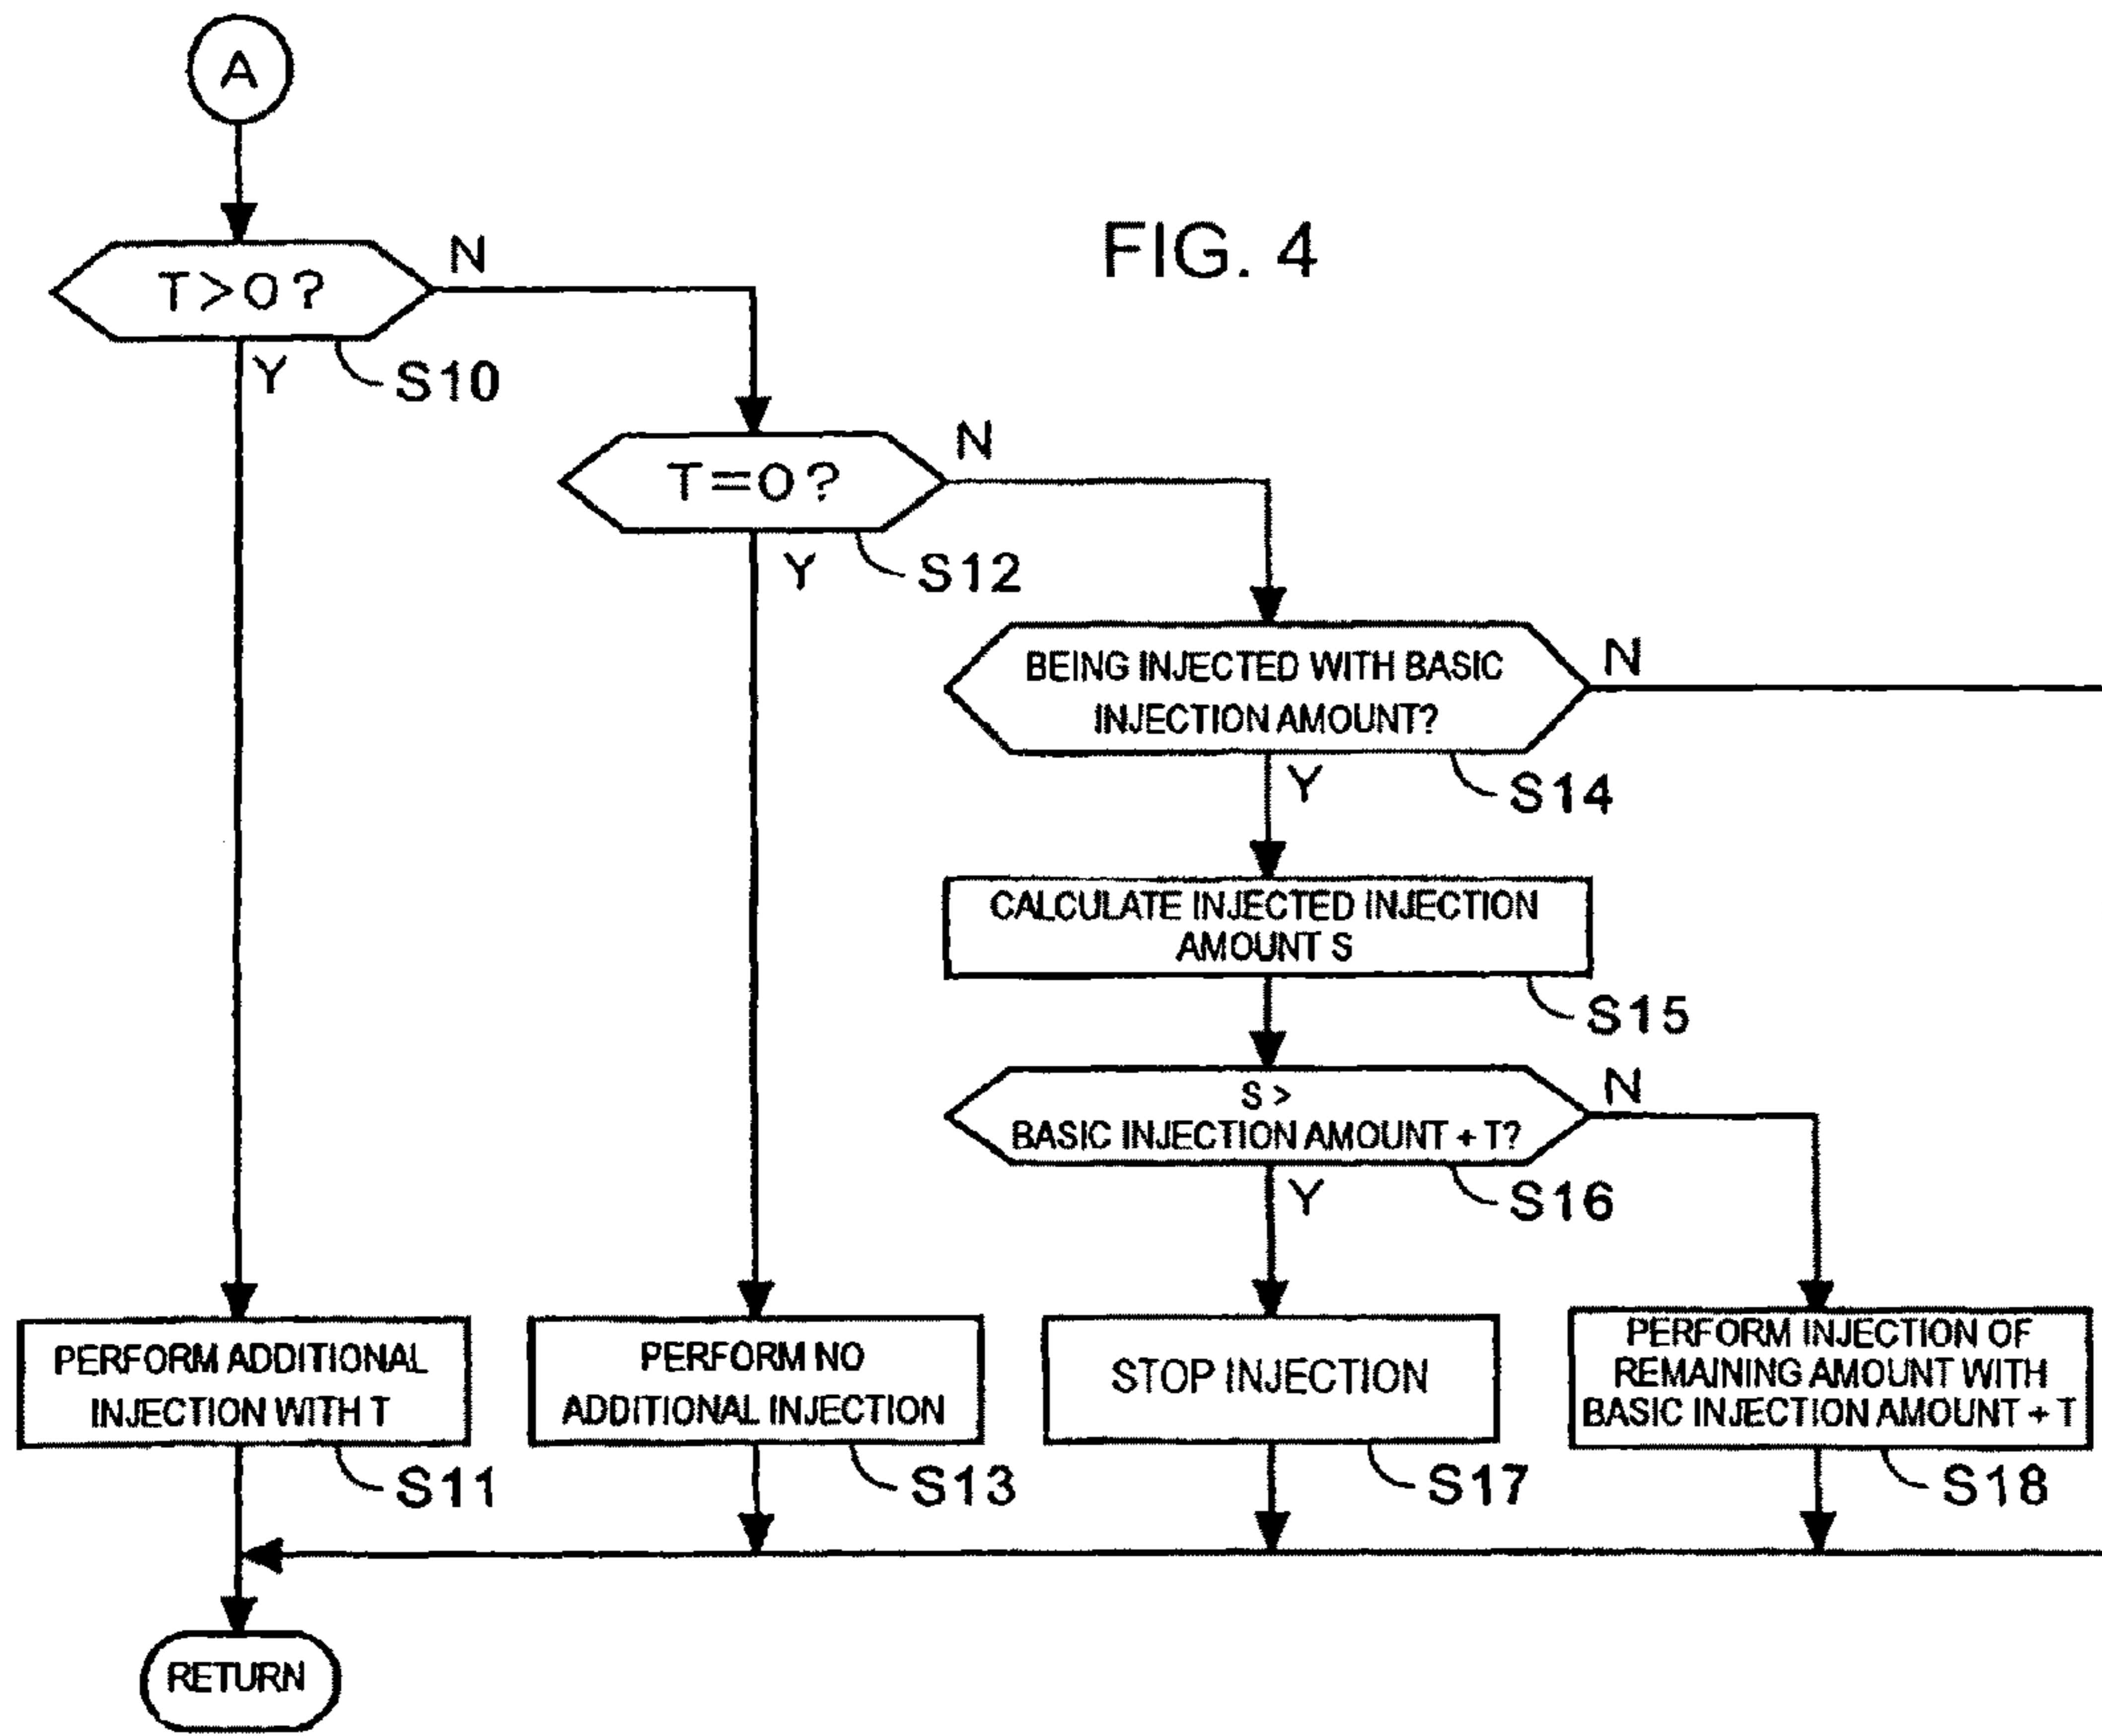 A
FIG. 4
T>0?
N
Y
S10
T=0?
N
Y
S12
BEING INJECTED WITH BASIC
INJECTION AMOUNT?
N
Y
S14
CALCULATE INJECTED INJECTION
AMOUNT S
S15
S >
BASIC INJECTION AMOUNT + T?
N
Y
S16
PERFORM ADDITIONAL
INJECTION WITH T
S11
PERFORM NO
ADDITIONAL INJECTION
S13
STOP INJECTION
S17
PERFORM INJECTION OF
REMAINING AMOUNT WITH
BASIC INJECTION AMOUNT + T
S18
RETURN